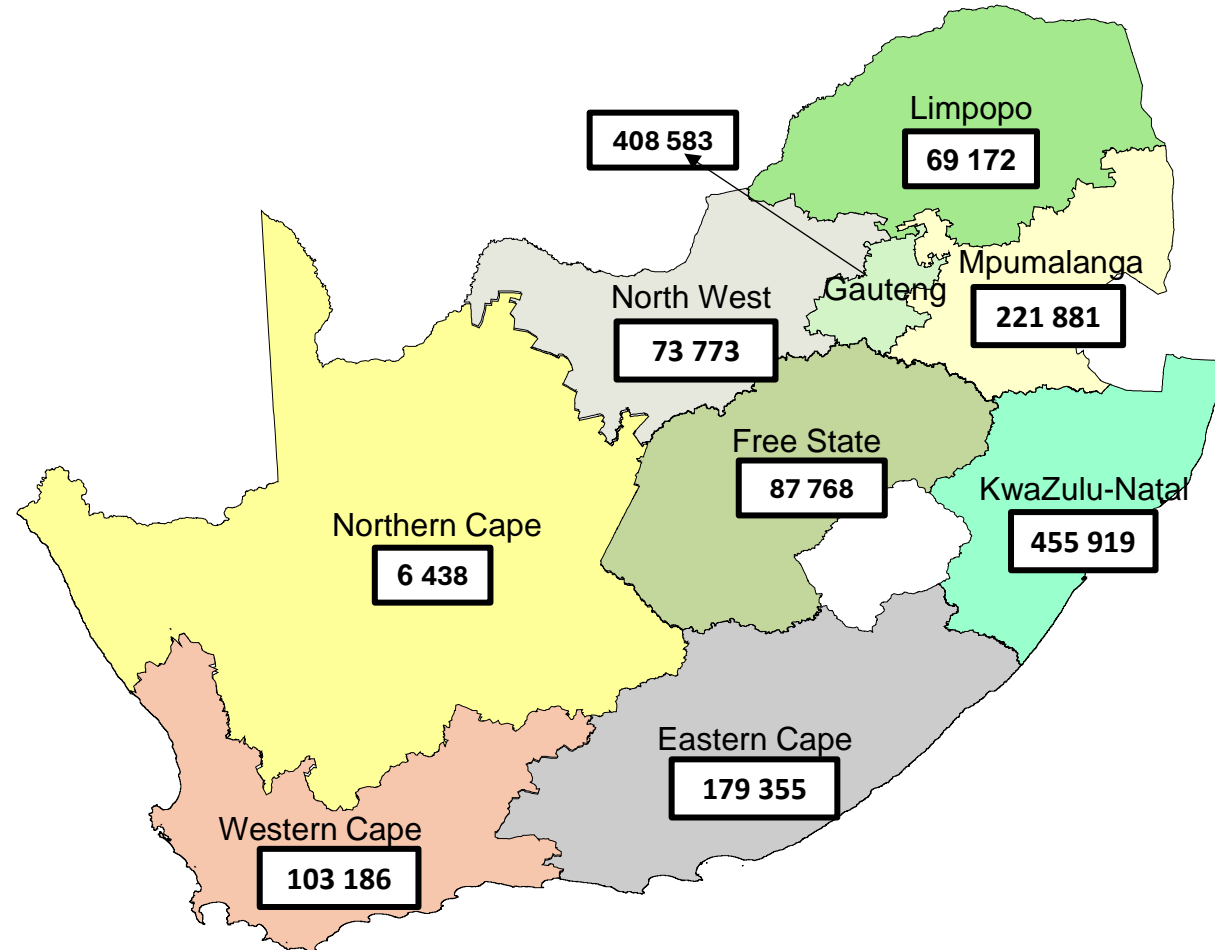 Limpopo
69 172
408 583
Mpumalanga
221 881
Gauteng
North West
73 773
Free State
87 768
KwaZulu-Natal
455 919
Northern Cape
6 438
Eastern Cape
179 355
Western Cape
103 186